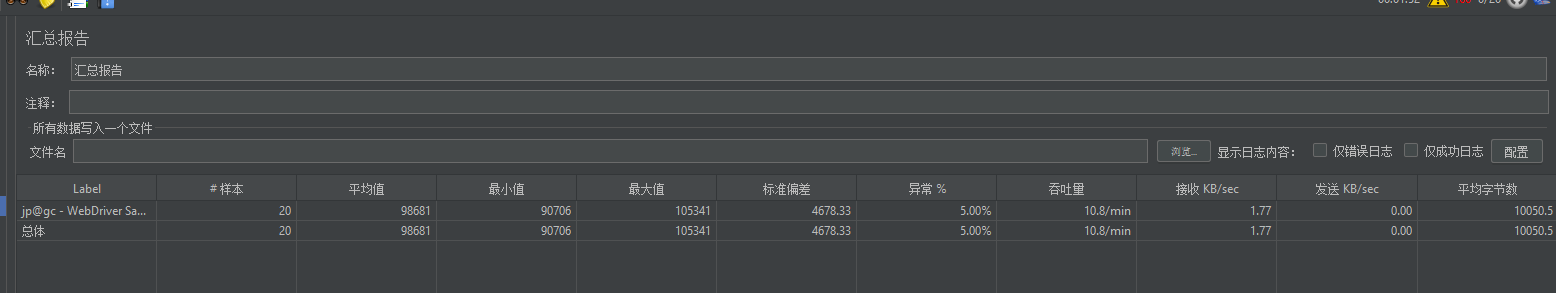 汇总报告
名称： 汇总报告
注释：
所有数据写入一个文件
文件名 浏览... 显示日志内容： 仅错误日志 仅成功日志 配置
Label # 样本 平均值 最小值 最大值 标准偏差 异常 % 吞吐量 接收 KB/sec 发送 KB/sec 平均字节数
jp@gc - WebDriver Sa... 20 98681 90706 105341 4678.33 5.00% 10.8/min 1.77 0.00 10050.5
总体 20 98681 90706 105341 4678.33 5.00% 10.8/min 1.77 0.00 10050.5